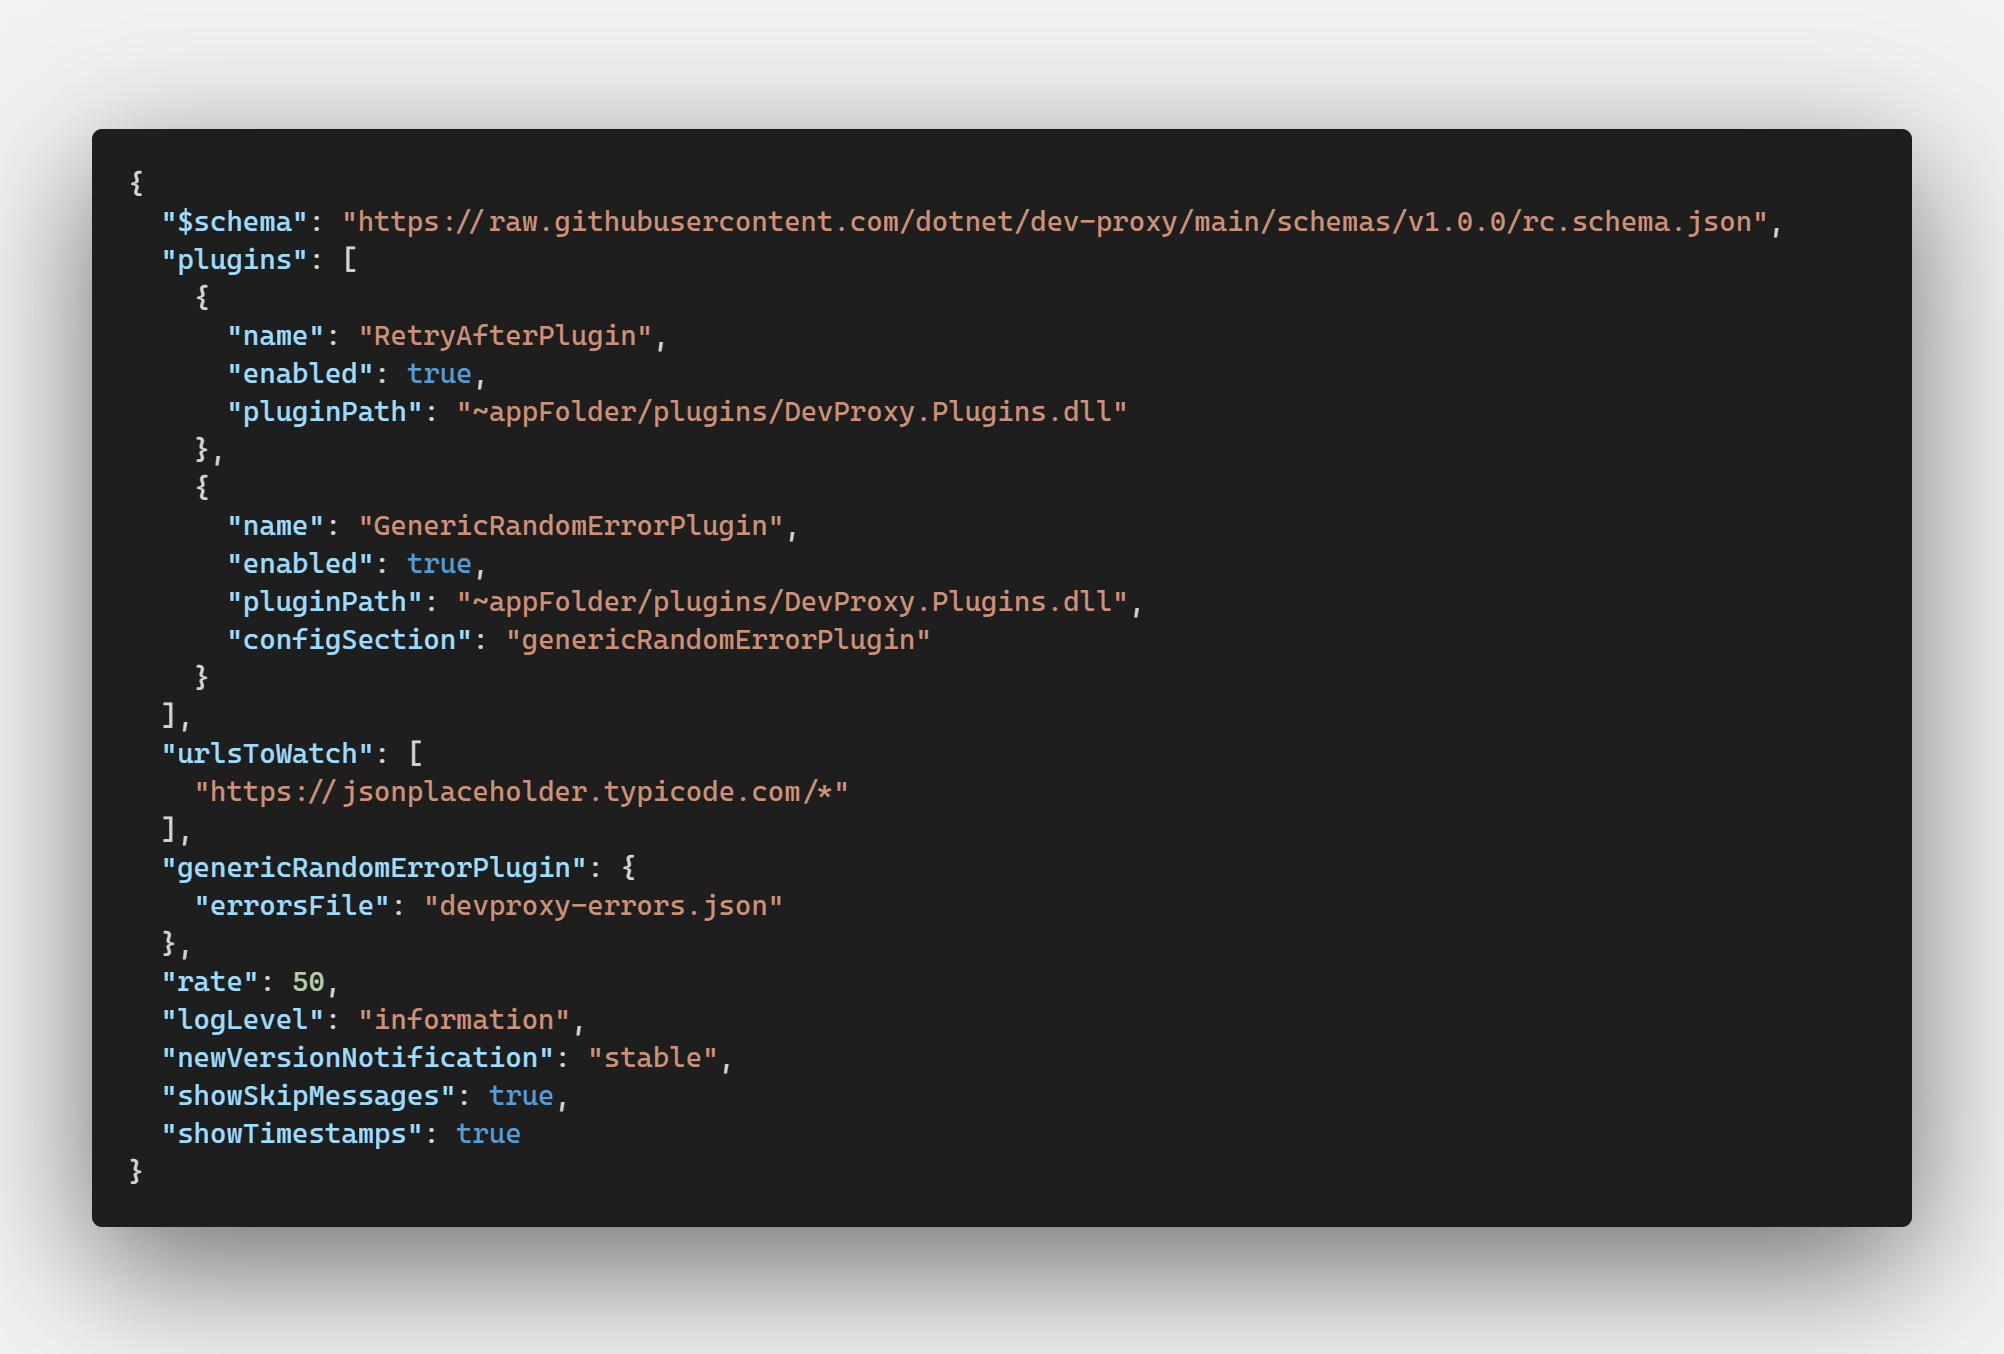 {
  "$schema": "https://raw.githubusercontent.com/dotnet/dev-proxy/main/schemas/v1.0.0/rc.schema.json",
  "plugins": [
    {
      "name": "RetryAfterPlugin",
      "enabled": true,
      "pluginPath": "~appFolder/plugins/DevProxy.Plugins.dll"
    },
    {
      "name": "GenericRandomErrorPlugin",
      "enabled": true,
      "pluginPath": "~appFolder/plugins/DevProxy.Plugins.dll",
      "configSection": "genericRandomErrorPlugin"
    }
  ],
  "urlsToWatch": [
    "https://jsonplaceholder.typicode.com/*"
  ],
  "genericRandomErrorPlugin": {
    "errorsFile": "devproxy-errors.json"
  },
  "rate": 50,
  "logLevel": "information",
  "newVersionNotification": "stable",
  "showSkipMessages": true,
  "showTimestamps": true
}